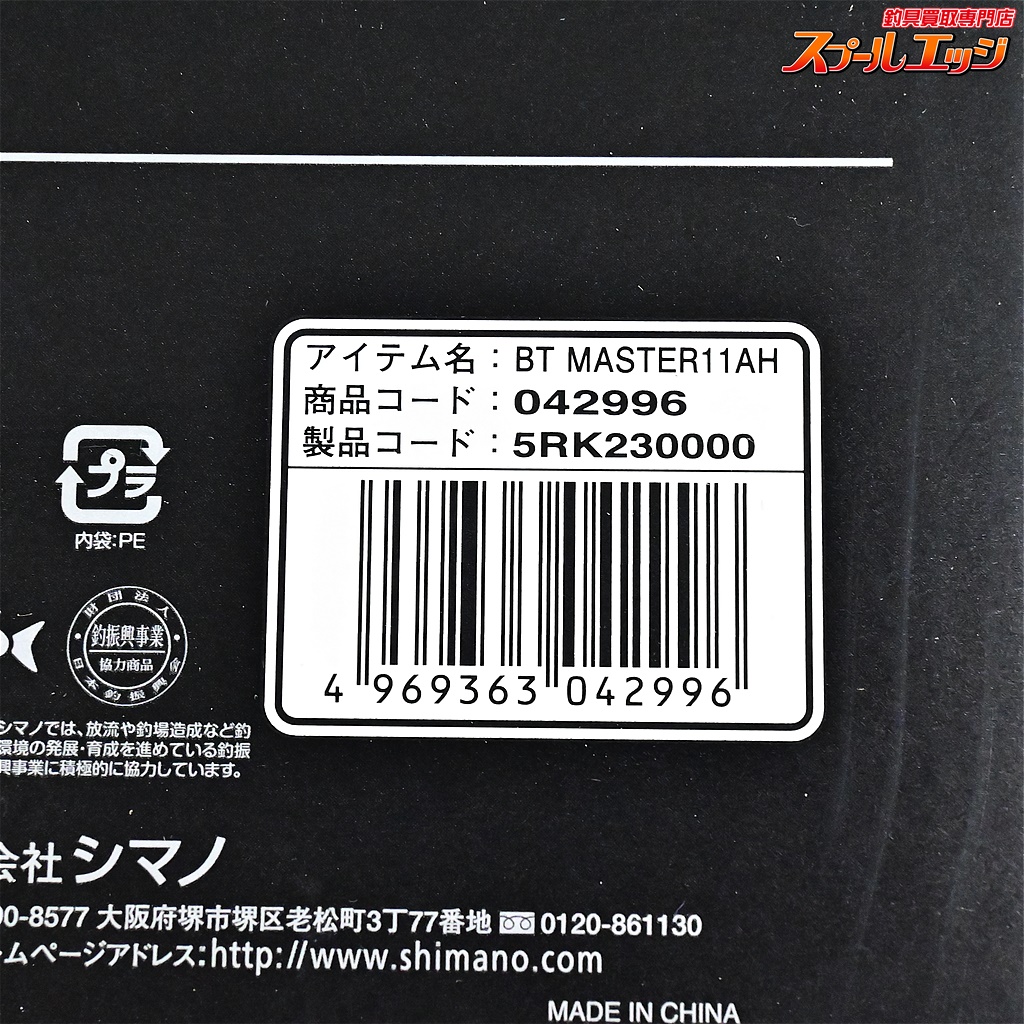 釣具買取専門店
スプールエッジ
アイテム名：BT MASTER11AH
商品コード：042996
製品コード：5RK230000
プラ
内袋:PE
4 969363 042996
財団法人
釣振興事業
協力商品
日本釣振興会
シマノでは、放流や釣場造成など釣
環境の発展・育成を進めている釣振
興事業に積極的に協力しています。
会社シマノ
90-8577 大阪府堺市堺区老松町3丁77番地 0120-861130
ームページアドレス:http://www.shimano.com
MADE IN CHINA